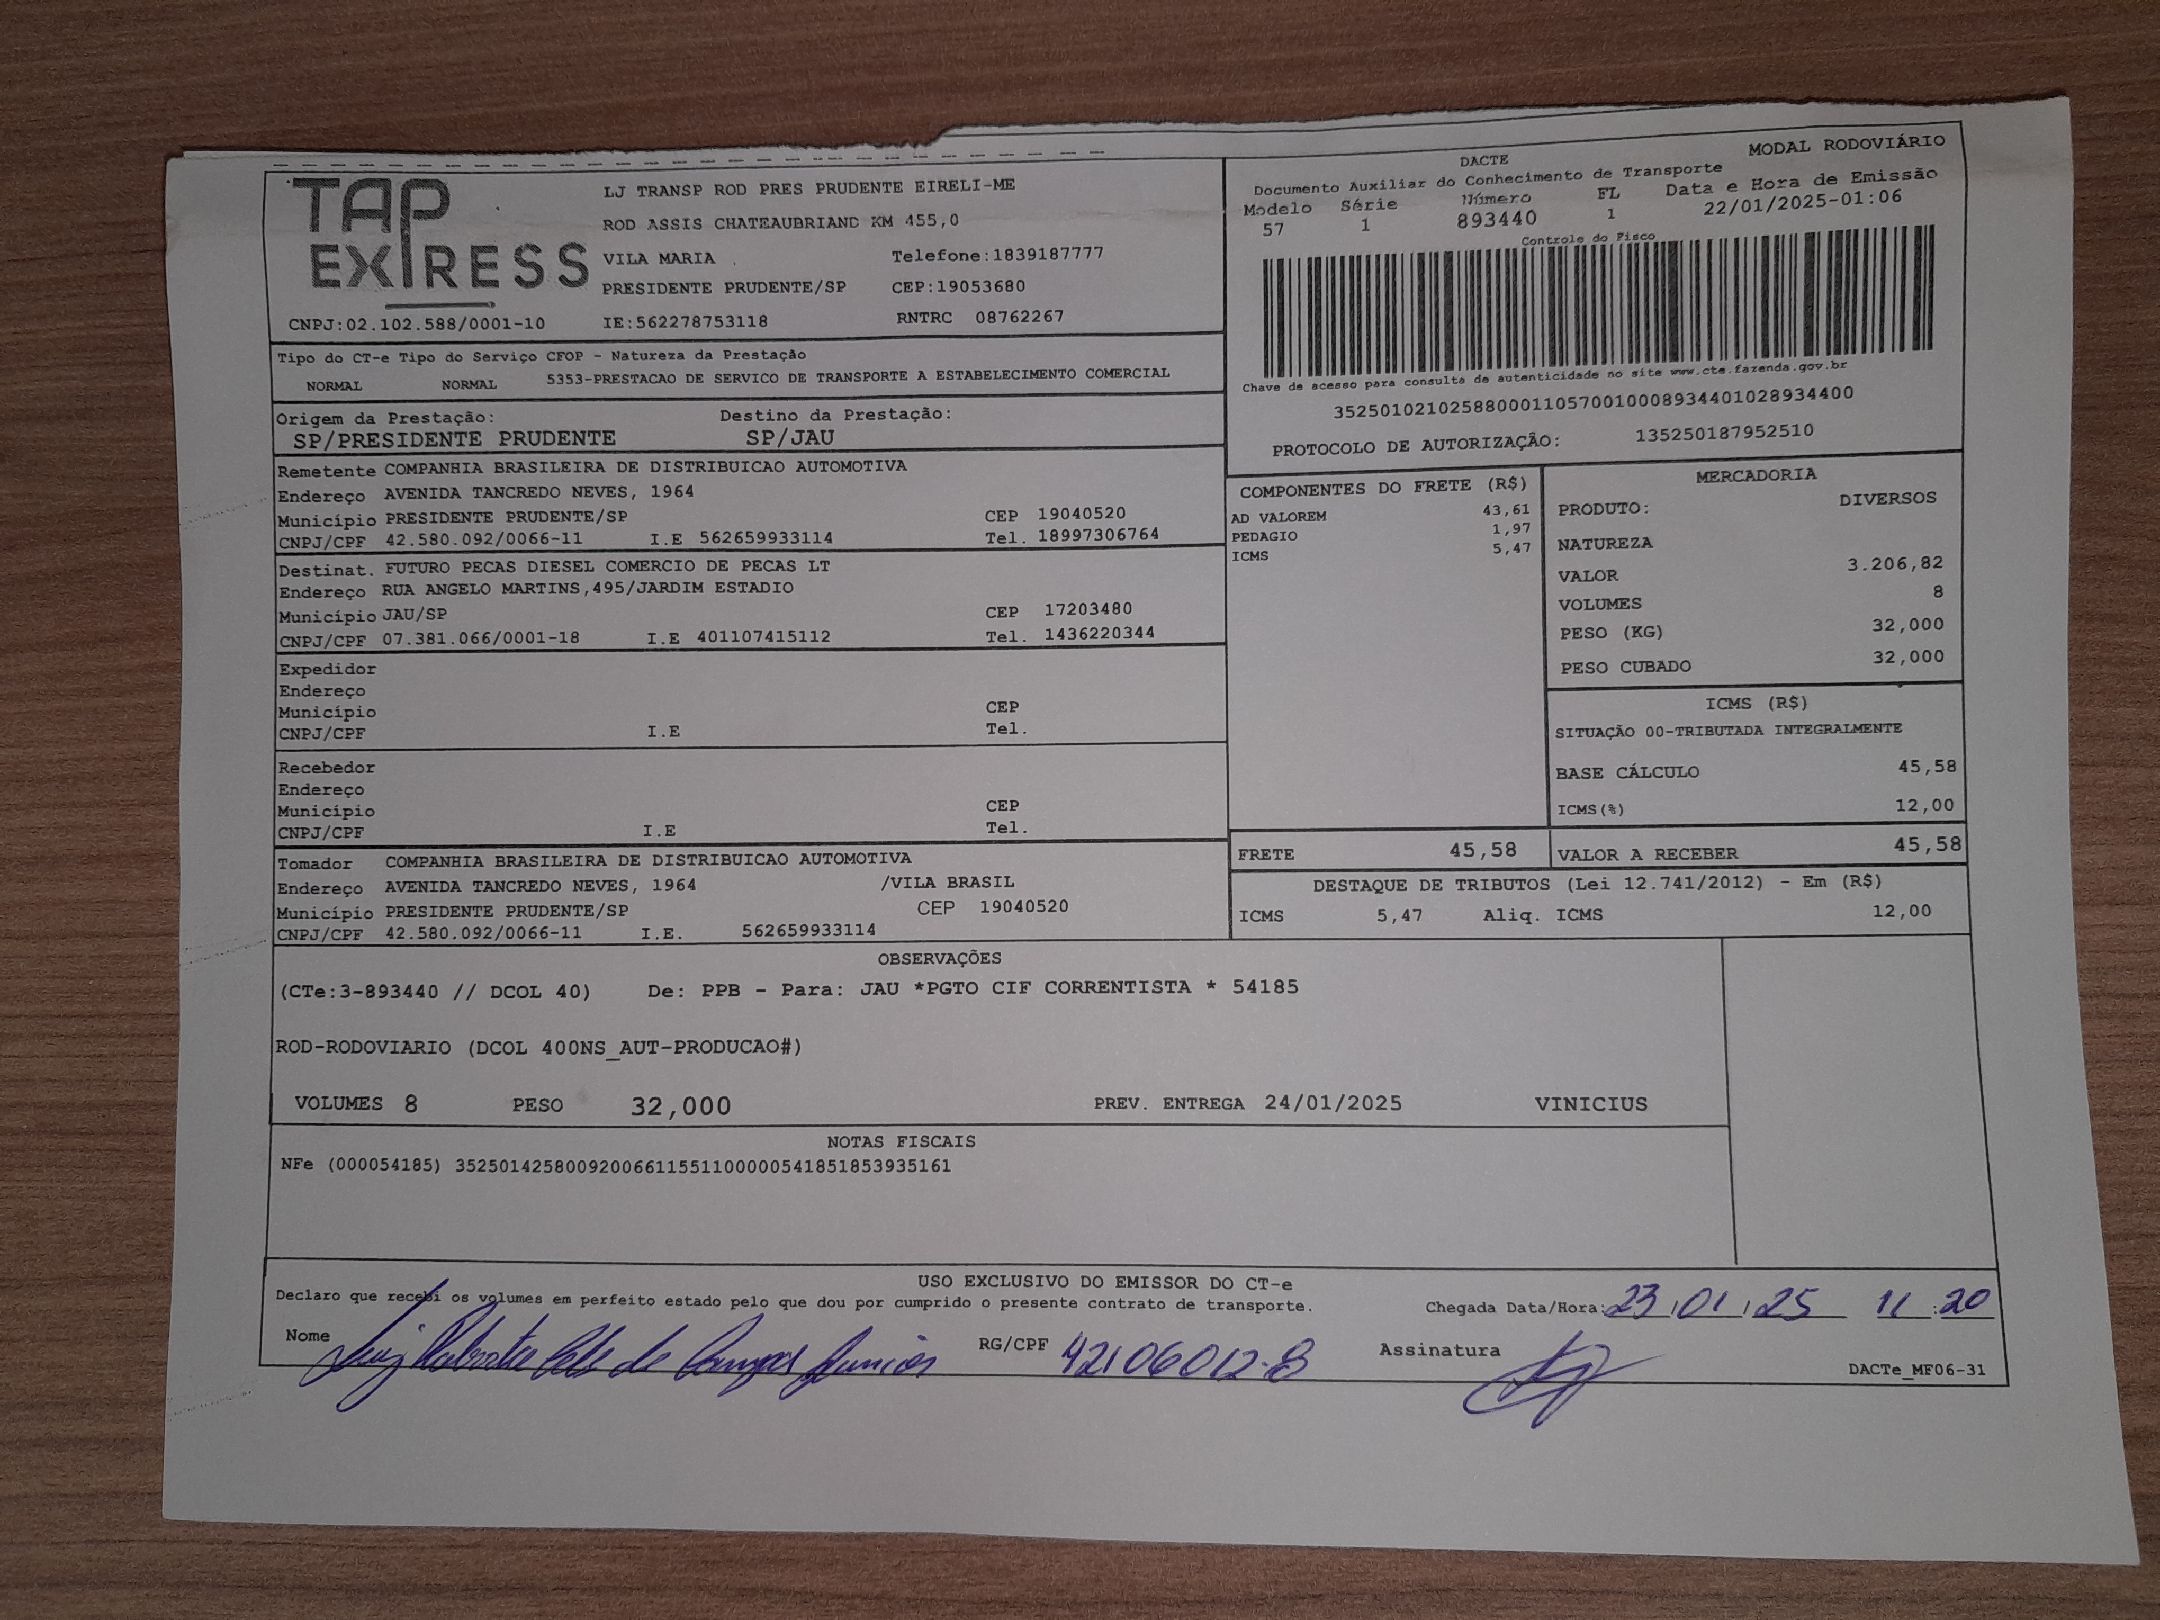 TAP
EXPRESS
LJ TRANSP ROD PRES PRUDENTE EIRELI-ME
ROD ASSIS CHATEAUBRIAND KM 455,0
VILA MARIA Telefone:1839187777
PRESIDENTE PRUDENTE/SP CEP:19053680
CNPJ:02.102.588/0001-10 IE:562278753118 RNTRC 08762267
DACTE MODAL RODOVIÁRIO
Documento Auxiliar do Conhecimento de Transporte
Modelo Série Número FL Data e Hora de Emissão
57 1 893440 1 22/01/2025-01:06
Controle do Fisco
Chave de acesso para consulta de autenticidade no site www.cte.fazenda.gov.br
35250102102588000110570010008934401028934400
PROTOCOLO DE AUTORIZAÇÃO: 135250187952510
Tipo do CT-e Tipo do Serviço CFOP - Natureza da Prestação
NORMAL NORMAL 5353-PRESTACAO DE SERVICO DE TRANSPORTE A ESTABELECIMENTO COMERCIAL
Origem da Prestação: Destino da Prestação:
SP/PRESIDENTE PRUDENTE SP/JAU
Remetente COMPANHIA BRASILEIRA DE DISTRIBUICAO AUTOMOTIVA
Endereço AVENIDA TANCREDO NEVES, 1964
Município PRESIDENTE PRUDENTE/SP CEP 19040520
CNPJ/CPF 42.580.092/0066-11 I.E 562659933114 Tel. 18997306764
Destinat. FUTURO PECAS DIESEL COMERCIO DE PECAS LT
Endereço RUA ANGELO MARTINS,495/JARDIM ESTADIO
Município JAU/SP CEP 17203480
CNPJ/CPF 07.381.066/0001-18 I.E 401107415112 Tel. 1436220344
Expedidor
Endereço
Município CEP
CNPJ/CPF I.E Tel.
Recebedor
Endereço
Município CEP
CNPJ/CPF I.E Tel.
Tomador COMPANHIA BRASILEIRA DE DISTRIBUICAO AUTOMOTIVA
Endereço AVENIDA TANCREDO NEVES, 1964 /VILA BRASIL
Município PRESIDENTE PRUDENTE/SP CEP 19040520
CNPJ/CPF 42.580.092/0066-11 I.E. 562659933114
COMPONENTES DO FRETE (R$)
AD VALOREM 43,61
PEDAGIO 1,97
ICMS 5,47
MERCADORIA
PRODUTO: DIVERSOS
NATUREZA
VALOR 3.206,82
VOLUMES 8
PESO (KG) 32,000
PESO CUBADO 32,000
ICMS (R$)
SITUAÇÃO 00-TRIBUTADA INTEGRALMENTE
BASE CÁLCULO 45,58
ICMS(%) 12,00
FRETE 45,58 VALOR A RECEBER 45,58
DESTAQUE DE TRIBUTOS (Lei 12.741/2012) - Em (R$)
ICMS 5,47 Aliq. ICMS 12,00
OBSERVAÇÕES
(CTe:3-893440 // DCOL 40) De: PPB - Para: JAU *PGTO CIF CORRENTISTA * 54185
ROD-RODOVIARIO (DCOL 400NS_AUT-PRODUCAO#)
VOLUMES 8 PESO 32,000 PREV. ENTREGA 24/01/2025 VINICIUS
NOTAS FISCAIS
NFe (000054185) 35250142580092006611551100000541851853935161
USO EXCLUSIVO DO EMISSOR DO CT-e
Declaro que recebi os volumes em perfeito estado pelo que dou por cumprido o presente contrato de transporte. Chegada Data/Hora: 23/01/25 11:20
Nome Luiz de Campos Junior RG/CPF 42106012-8 Assinatura
DACTe_MF06-31